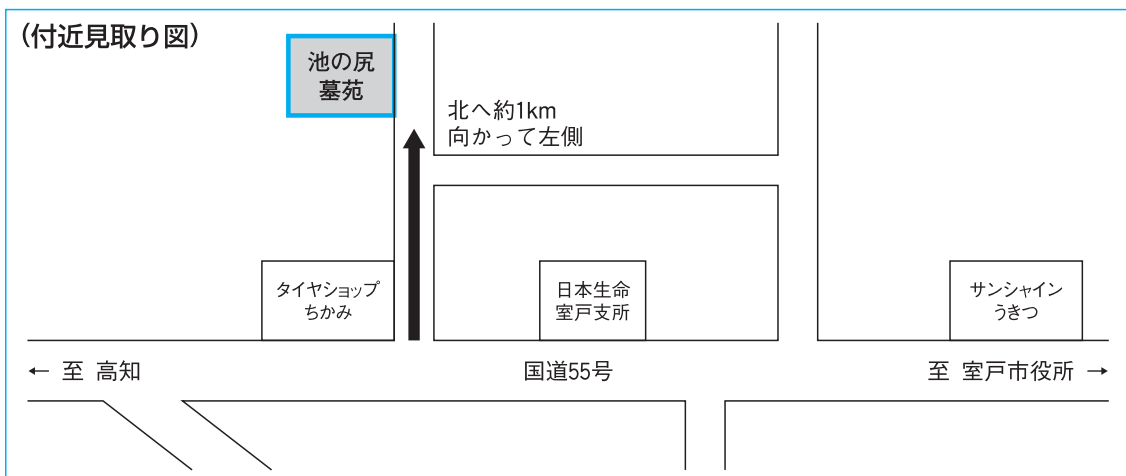 (付近見取り図)
池の尻
墓苑
北へ約1km
向かって左側
タイヤショップ
ちかみ
日本生命
室戸支所
サンシャイン
うきつ
← 至 高知
国道55号
至 室戸市役所 →